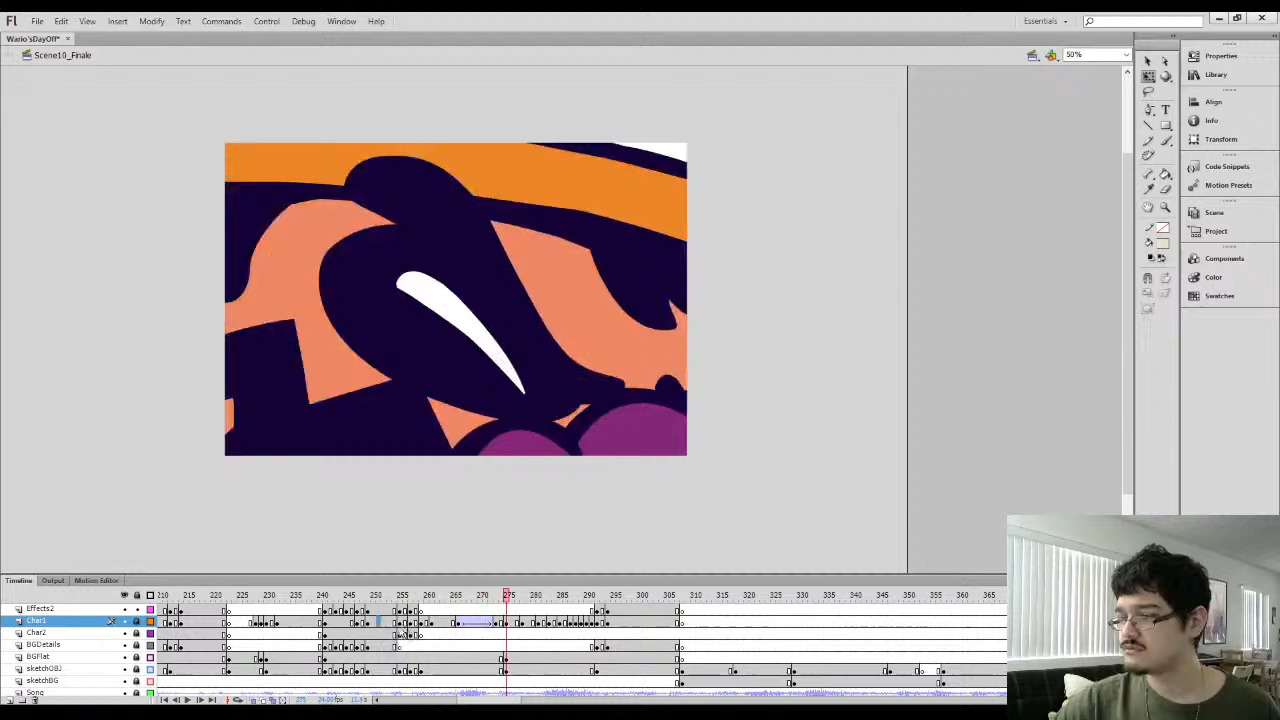 Fl File Edit View Insert Modify Text Commands Control Debug Window Help Essentials
Wario'sDayOff* ×
Scene10_Finale 50%
Properties
Library
Align
Info
Transform
Code Snippets
Motion Presets
Scene
Project
Components
Color
Swatches
Timeline Output Motion Editor
210 215 220 225 230 235 240 245 250 255 260 265 270 275 280 285 290 295 300 305 310 315 320 325 330 335 340 345 350 355 360 365
Effects2
Char1
Char2
BGDetails
BGFlat
sketchOBJ
sketchBG
Song